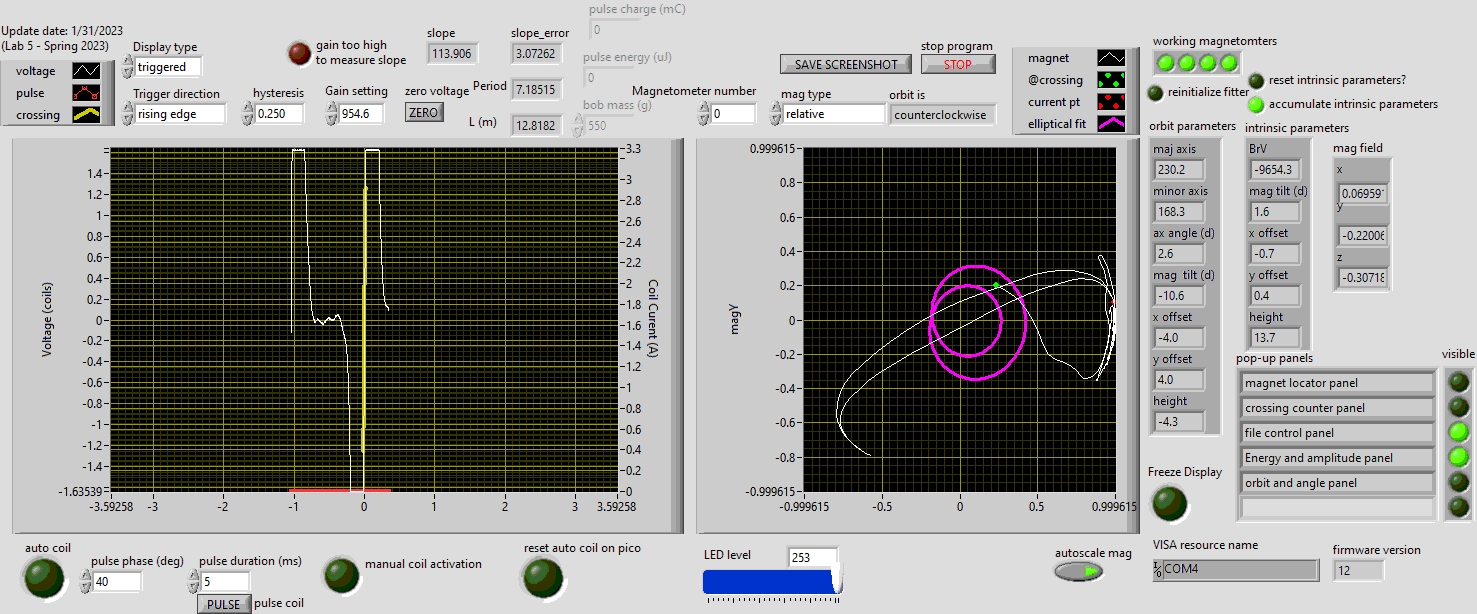 Update date: 1/31/2023
(Lab 5 - Spring 2023)
voltage
pulse
crossing
Display type
triggered
Trigger direction
rising edge
gain too high
to measure slope
hysteresis
0.250
Gain setting
954.6
zero voltage
ZERO
slope
113.906
slope_error
3.07262
Period
7.18515
L (m)
12.8182
pulse charge (mC)
0
pulse energy (uJ)
0
bob mass (g)
550
Magnetometer number
0
SAVE SCREENSHOT
stop program
STOP
mag type
relative
orbit is
counterclockwise
magnet
@crossing
current pt
elliptical fit
working magnetomters
reinitialize fitter
reset intrinsic parameters?
accumulate intrinsic parameters
Voltage (coils)
1.4
1.2
1
0.8
0.6
0.4
0.2
0
-0.2
-0.4
-0.6
-0.8
-1
-1.2
-1.4
-1.63539
-3.59258
-3
-2
-1
0
1
2
3
3.59258
3.3
3
2.8
2.6
2.4
2.2
2
1.8
1.6
1.4
1.2
1
0.8
0.6
0.4
0.2
0
Coil Curent (A)
magy
0.999615
0.8
0.6
0.4
0.2
0
-0.2
-0.4
-0.6
-0.8
-0.999615
-0.999615
-0.5
0
0.5
0.999615
orbit parameters
maj axis
230.2
minor axis
168.3
ax angle (d)
2.6
mag tilt (d)
-10.6
x offset
-4.0
y offset
4.0
height
-4.3
intrinsic parameters
BrV
-9654.3
mag tilt (d)
1.6
x offset
-0.7
y offset
0.4
height
13.7
mag field
x
0.06959
y
-0.22006
z
-0.30718
pop-up panels
visible
magnet locator panel
crossing counter panel
file control panel
Energy and amplitude panel
orbit and angle panel
Freeze Display
auto coil
pulse phase (deg)
40
pulse duration (ms)
5
PULSE
pulse coil
manual coil activation
reset auto coil on pico
LED level
253
autoscale mag
VISA resource name
I/O COM4
firmware version
12